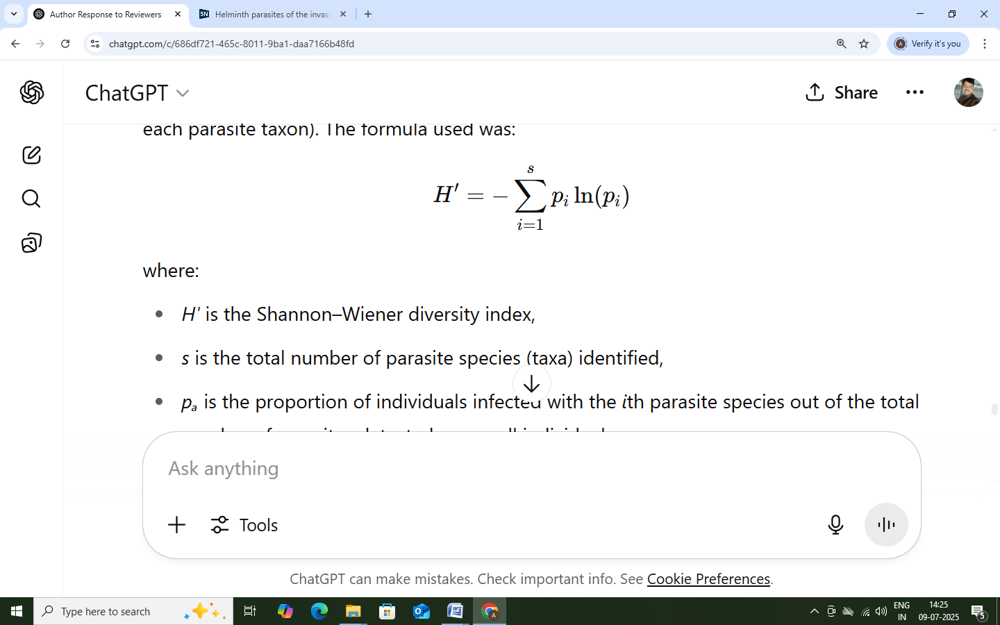 Author Response to Reviewers
Helminth parasites of the invasi
chatgpt.com/c/686df721-465c-8011-9ba1-daa7166b48fd
Verify it's you
ChatGPT
Share
each parasite taxon). The formula used was:
H′ = − ∑_{i=1}^{s} p_i ln(p_i)
where:
• H′ is the Shannon–Wiener diversity index,
• s is the total number of parasite species (taxa) identified,
• pₐ is the proportion of individuals infected with the ith parasite species out of the total
Ask anything
Tools
ChatGPT can make mistakes. Check important info. See Cookie Preferences.
Type here to search
ENG
IN
14:25
09-07-2025
5